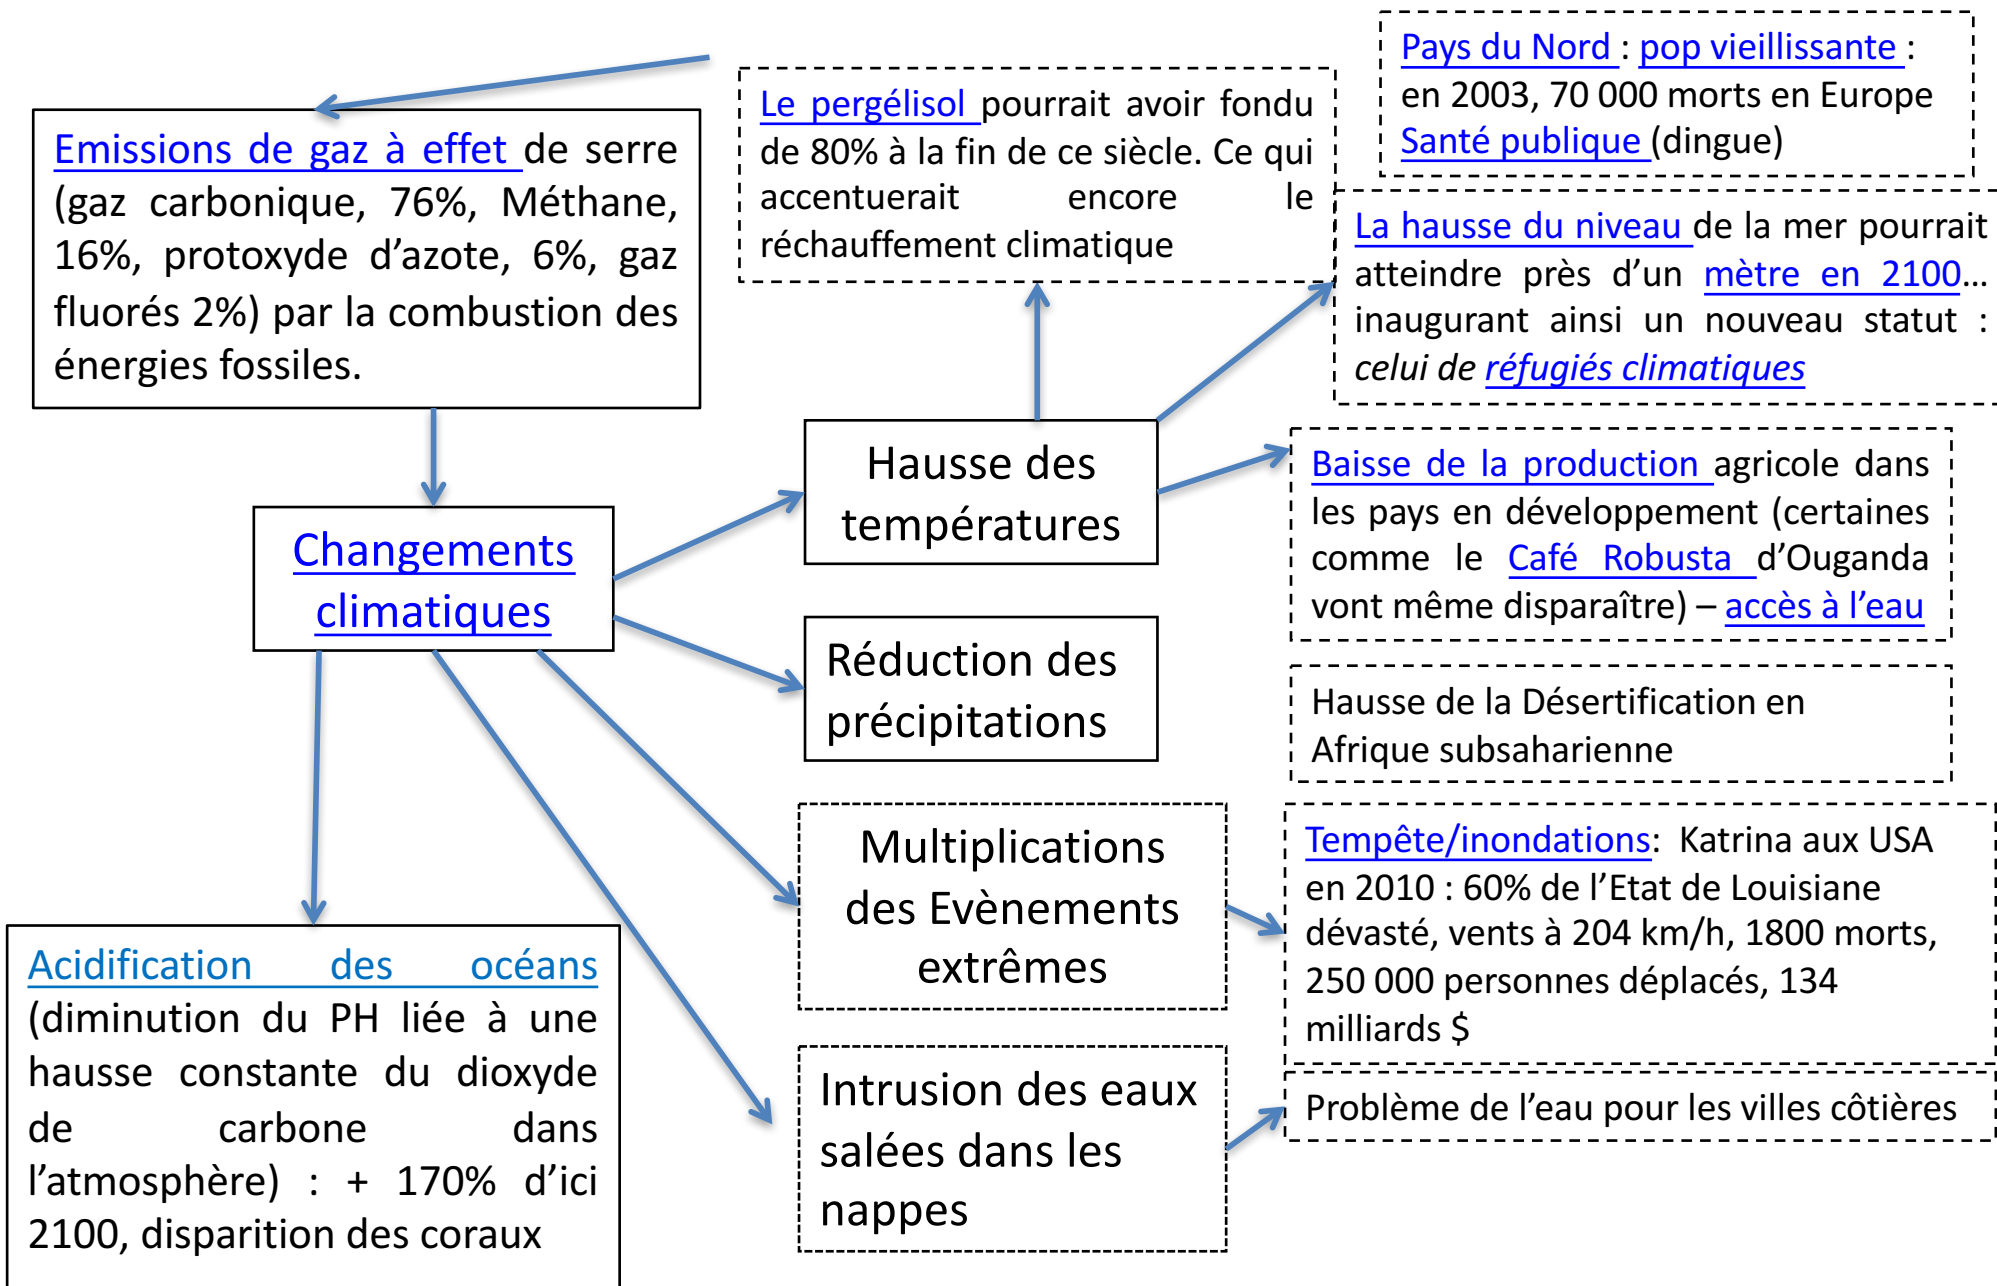 Emissions de gaz à effet de serre
(gaz carbonique, 76%, Méthane,
16%, protoxyde d’azote, 6%, gaz
fluorés 2%) par la combustion des
énergies fossiles.
Le pergélisol pourrait avoir fondu
de 80% à la fin de ce siècle. Ce qui
accentuerait encore le
réchauffement climatique
Pays du Nord : pop vieillissante :
en 2003, 70 000 morts en Europe
Santé publique (dingue)
La hausse du niveau de la mer pourrait
atteindre près d’un mètre en 2100…
inaugurant ainsi un nouveau statut :
celui de réfugiés climatiques
Changements
climatiques
Hausse des
températures
Baisse de la production agricole dans
les pays en développement (certaines
comme le Café Robusta d’Ouganda
vont même disparaître) – accès à l’eau
Réduction des
précipitations
Hausse de la Désertification en
Afrique subsaharienne
Multiplications
des Evènements
extrêmes
Tempête/inondations: Katrina aux USA
en 2010 : 60% de l’Etat de Louisiane
dévasté, vents à 204 km/h, 1800 morts,
250 000 personnes déplacés, 134
milliards $
Acidification des océans
(diminution du PH liée à une
hausse constante du dioxyde
de carbone dans
l’atmosphère) : + 170% d’ici
2100, disparition des coraux
Intrusion des eaux
salées dans les
nappes
Problème de l’eau pour les villes côtières